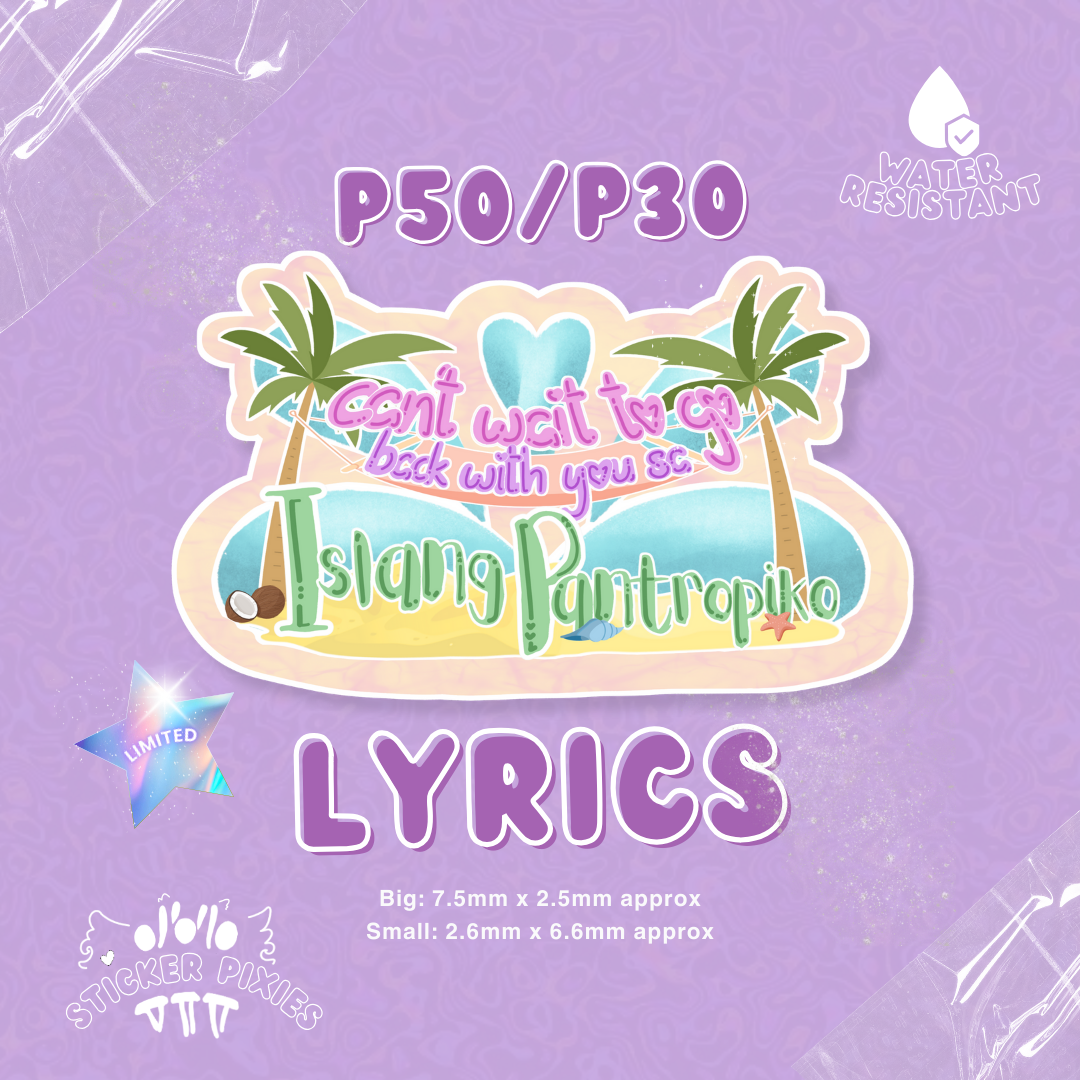 P50/P30
WATER
RESISTANT
can't wait to go
back with you sa
Islang Pantropiko
LIMITED
LYRICS
Big: 7.5mm x 2.5mm approx
Small: 2.6mm x 6.6mm approx
STICKER PIXIES